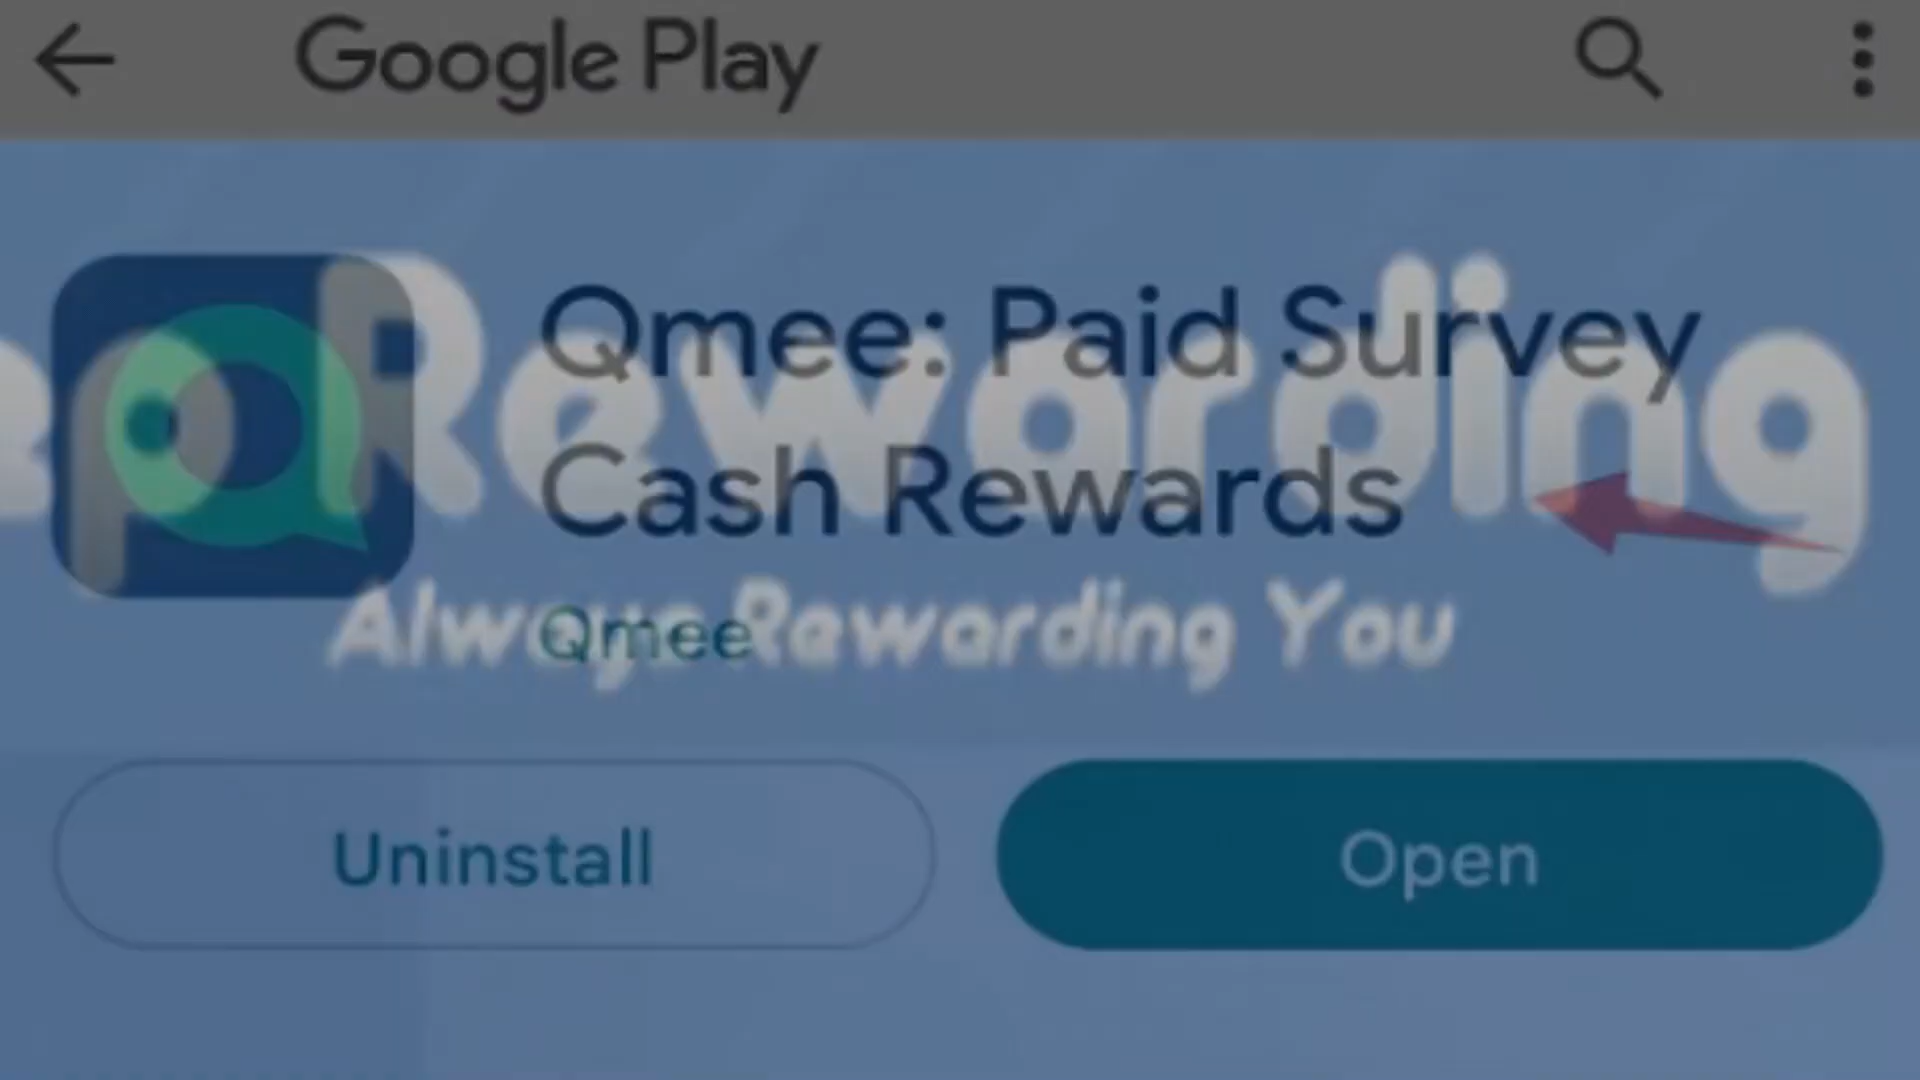 Google Play
Qmee: Paid Survey
Cash Rewards
Qmee
Rewarding
Always Rewarding You
Uninstall
Open